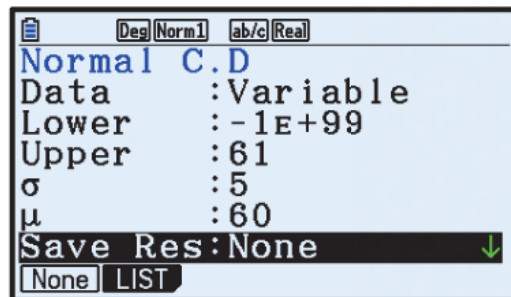 Deg Norm1 ab/c Real
Normal C.D
Data :Variable
Lower :-1E+99
Upper :61
σ :5
μ :60
Save Res:None
None LIST